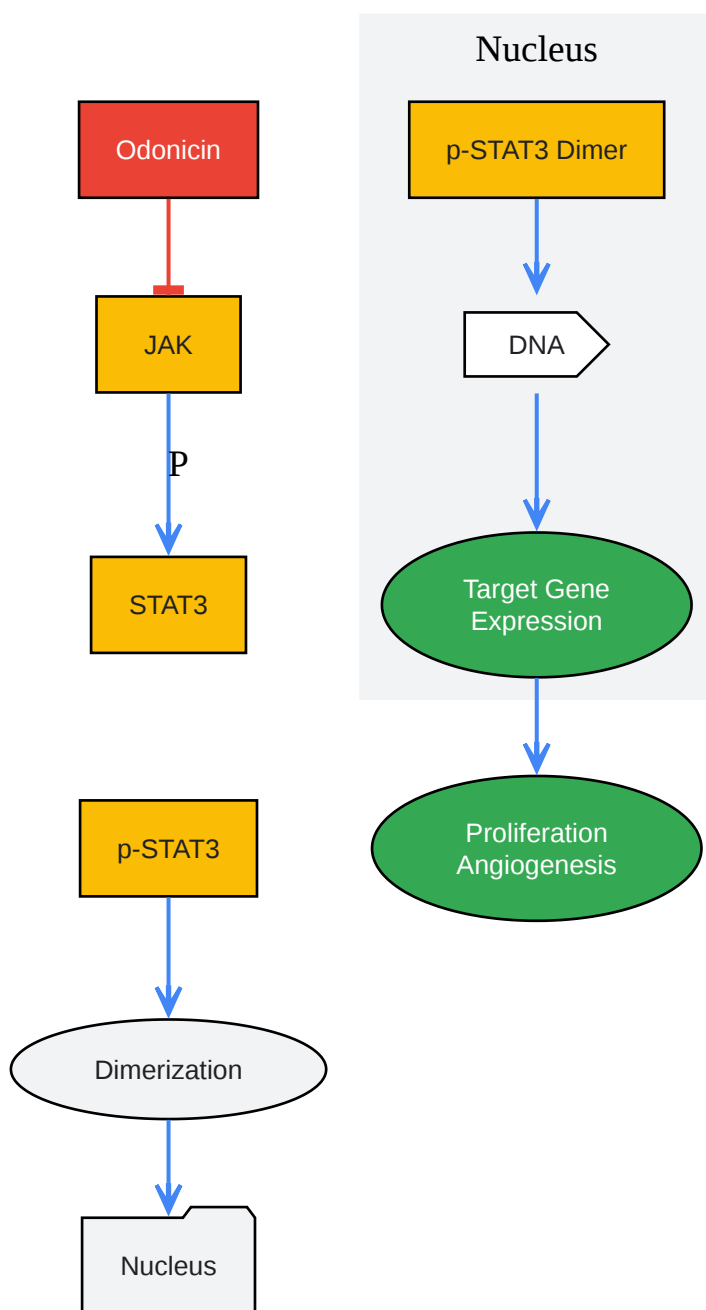 Nucleus
Odonicin
p-STAT3 Dimer
JAK
DNA
P
STAT3
Target Gene
Expression
p-STAT3
Proliferation
Angiogenesis
Dimerization
Nucleus